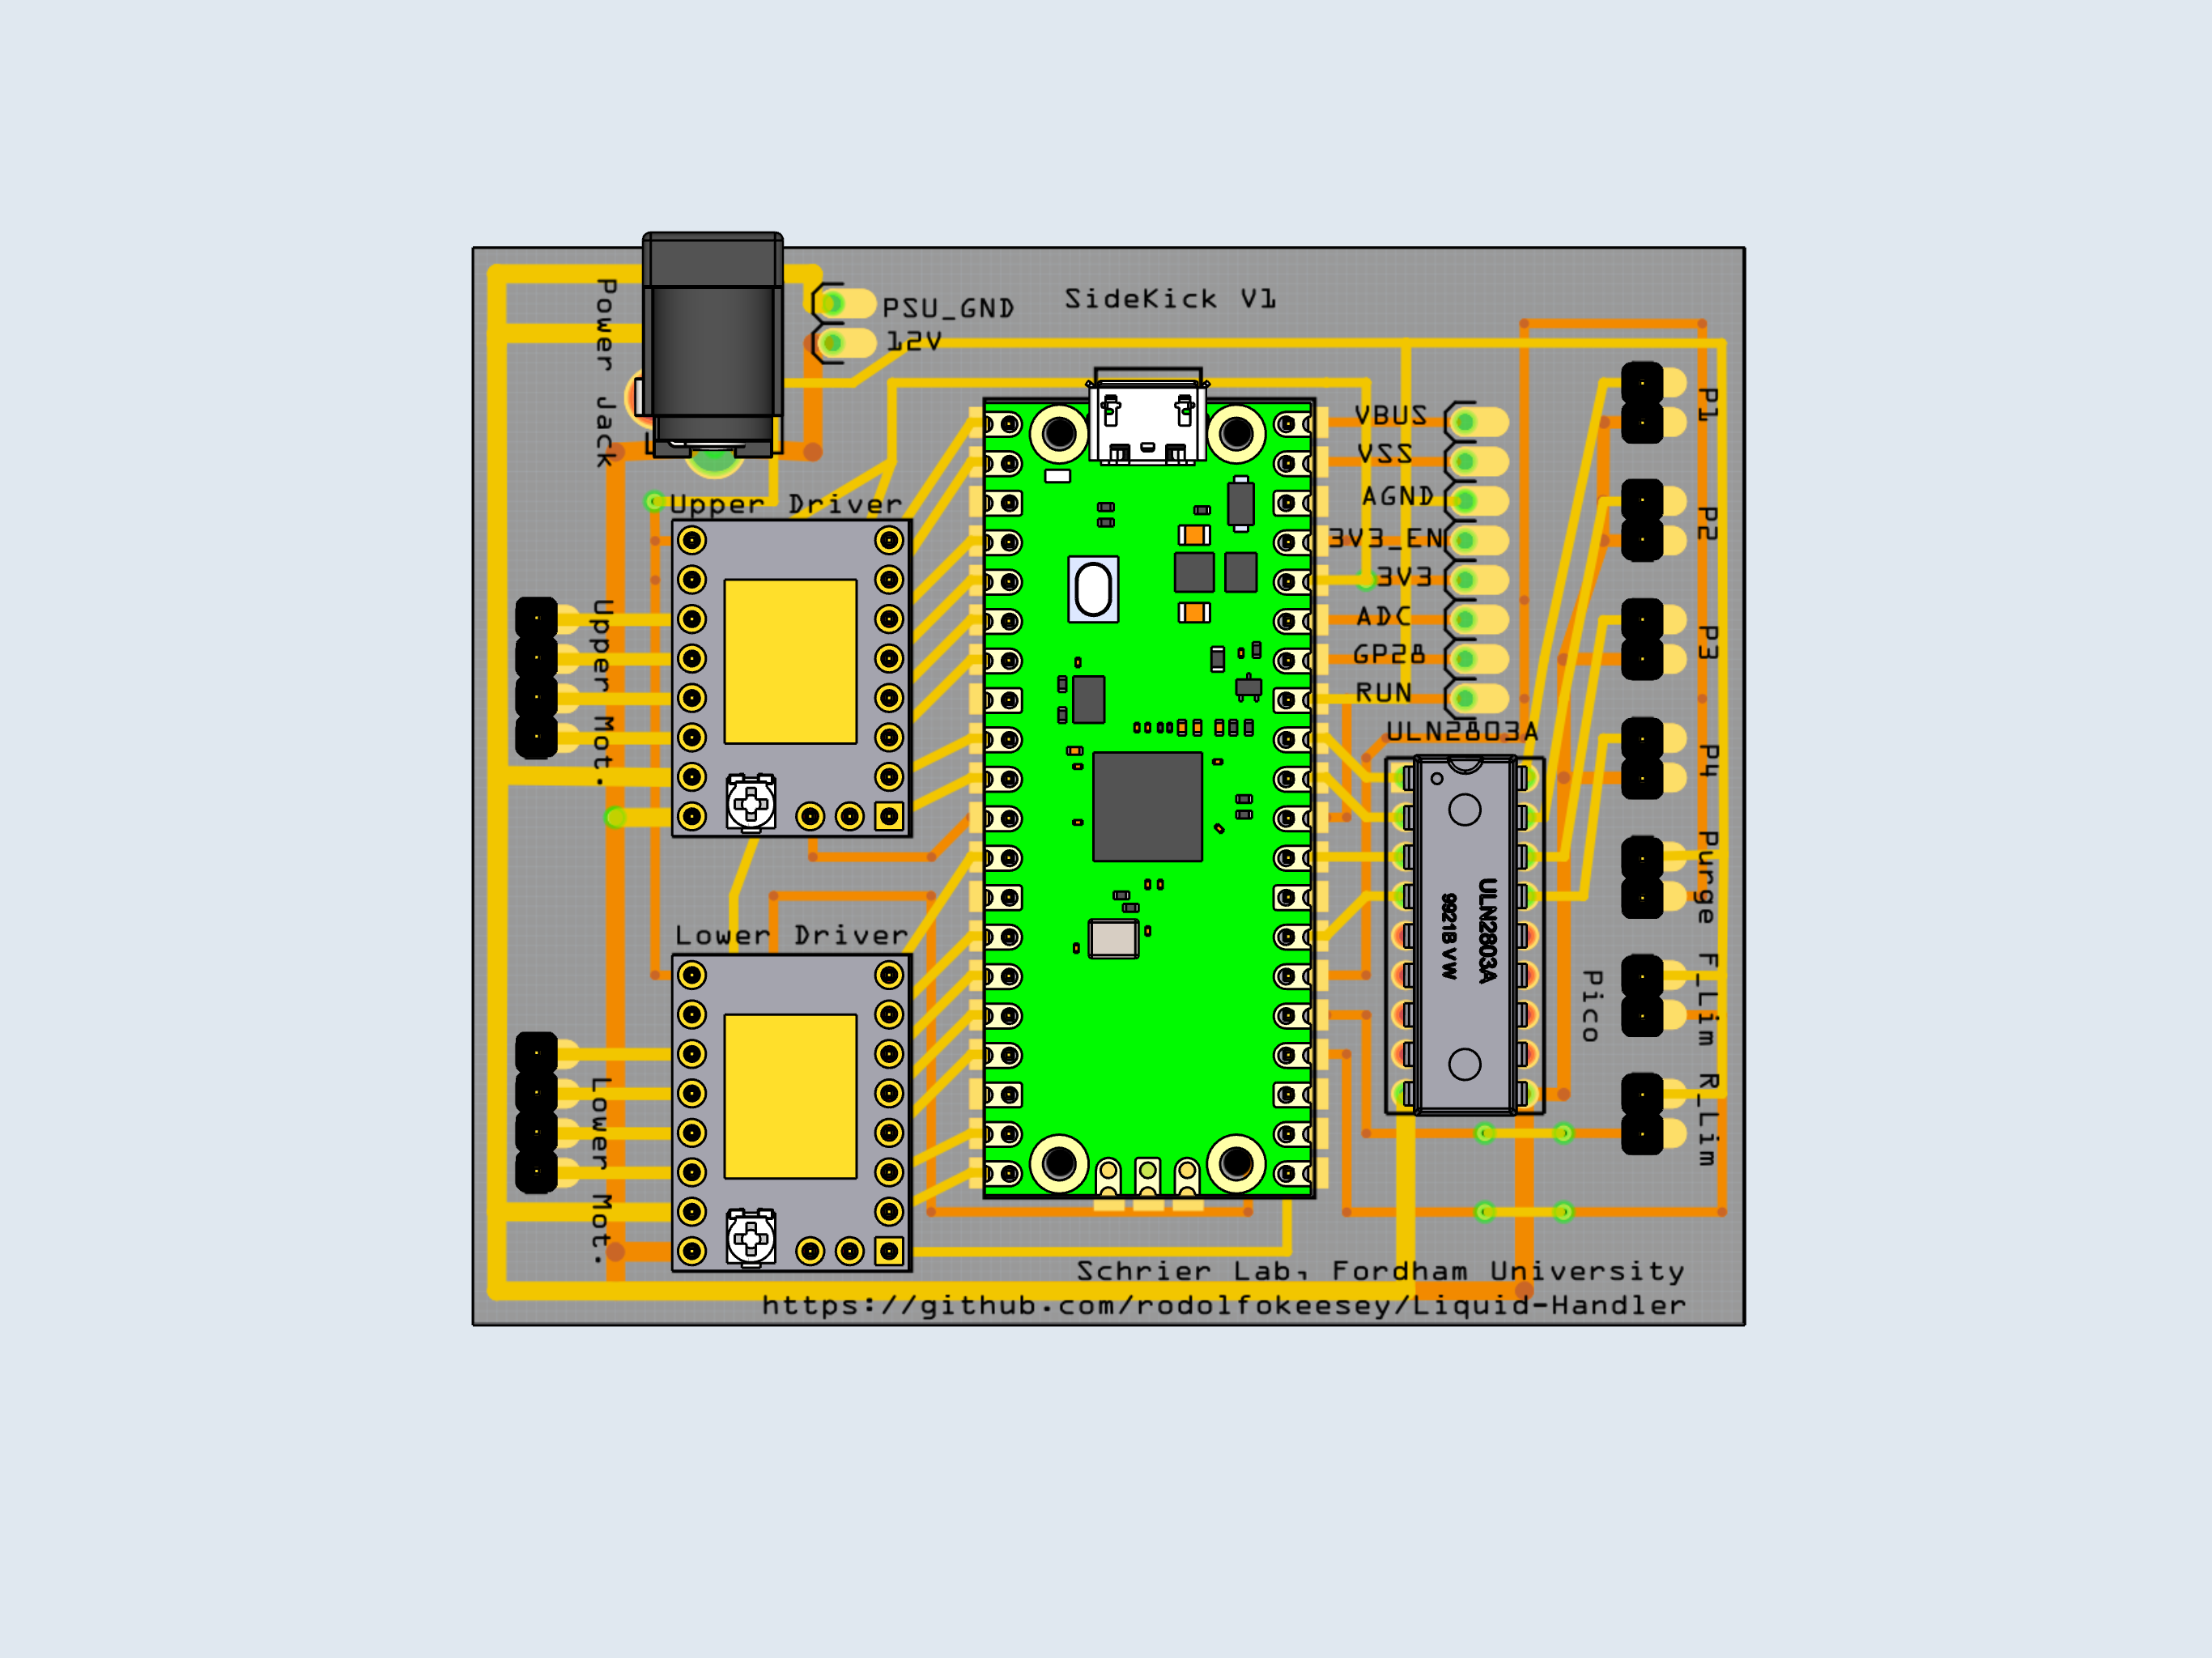 Power Jack
PSU_GND
12V
SideKick V1
VBUS
VSS
AGND
3V3_EN
3V3
ADC
GP28
RUN
ULN2803A
P1
P2
P3
P4
Purge
F_Lim
R_Lim
Upper Driver
Upper Mot.
Lower Driver
Lower Mot.
ULN2803A
9921B VW
Pico
Schrier Lab, Fordham University
https://github.com/rodolfokeesey/Liquid-Handler